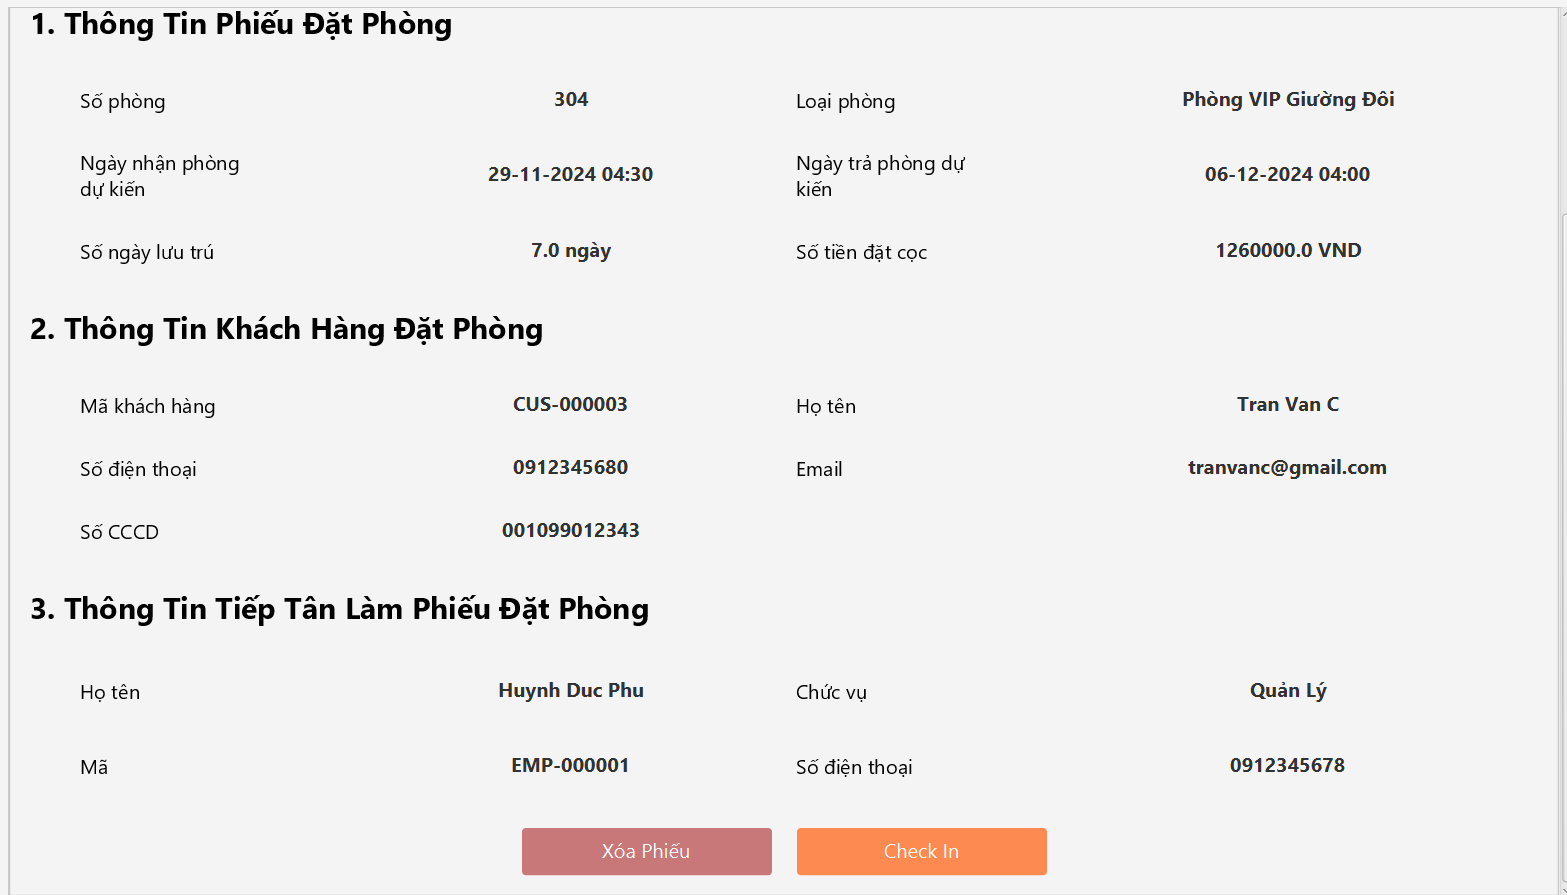 1. Thông Tin Phiếu Đặt Phòng
Số phòng
304
Loại phòng
Phòng VIP Giường Đôi
Ngày nhận phòng
dự kiến
29-11-2024 04:30
Ngày trả phòng dự
kiến
06-12-2024 04:00
Số ngày lưu trú
7.0 ngày
Số tiền đặt cọc
1260000.0 VND
2. Thông Tin Khách Hàng Đặt Phòng
Mã khách hàng
CUS-000003
Họ tên
Tran Van C
Số điện thoại
0912345680
Email
tranvanc@gmail.com
Số CCCD
001099012343
3. Thông Tin Tiếp Tân Làm Phiếu Đặt Phòng
Họ tên
Huynh Duc Phu
Chức vụ
Quản Lý
Mã
EMP-000001
Số điện thoại
0912345678
Xóa Phiếu
Check In